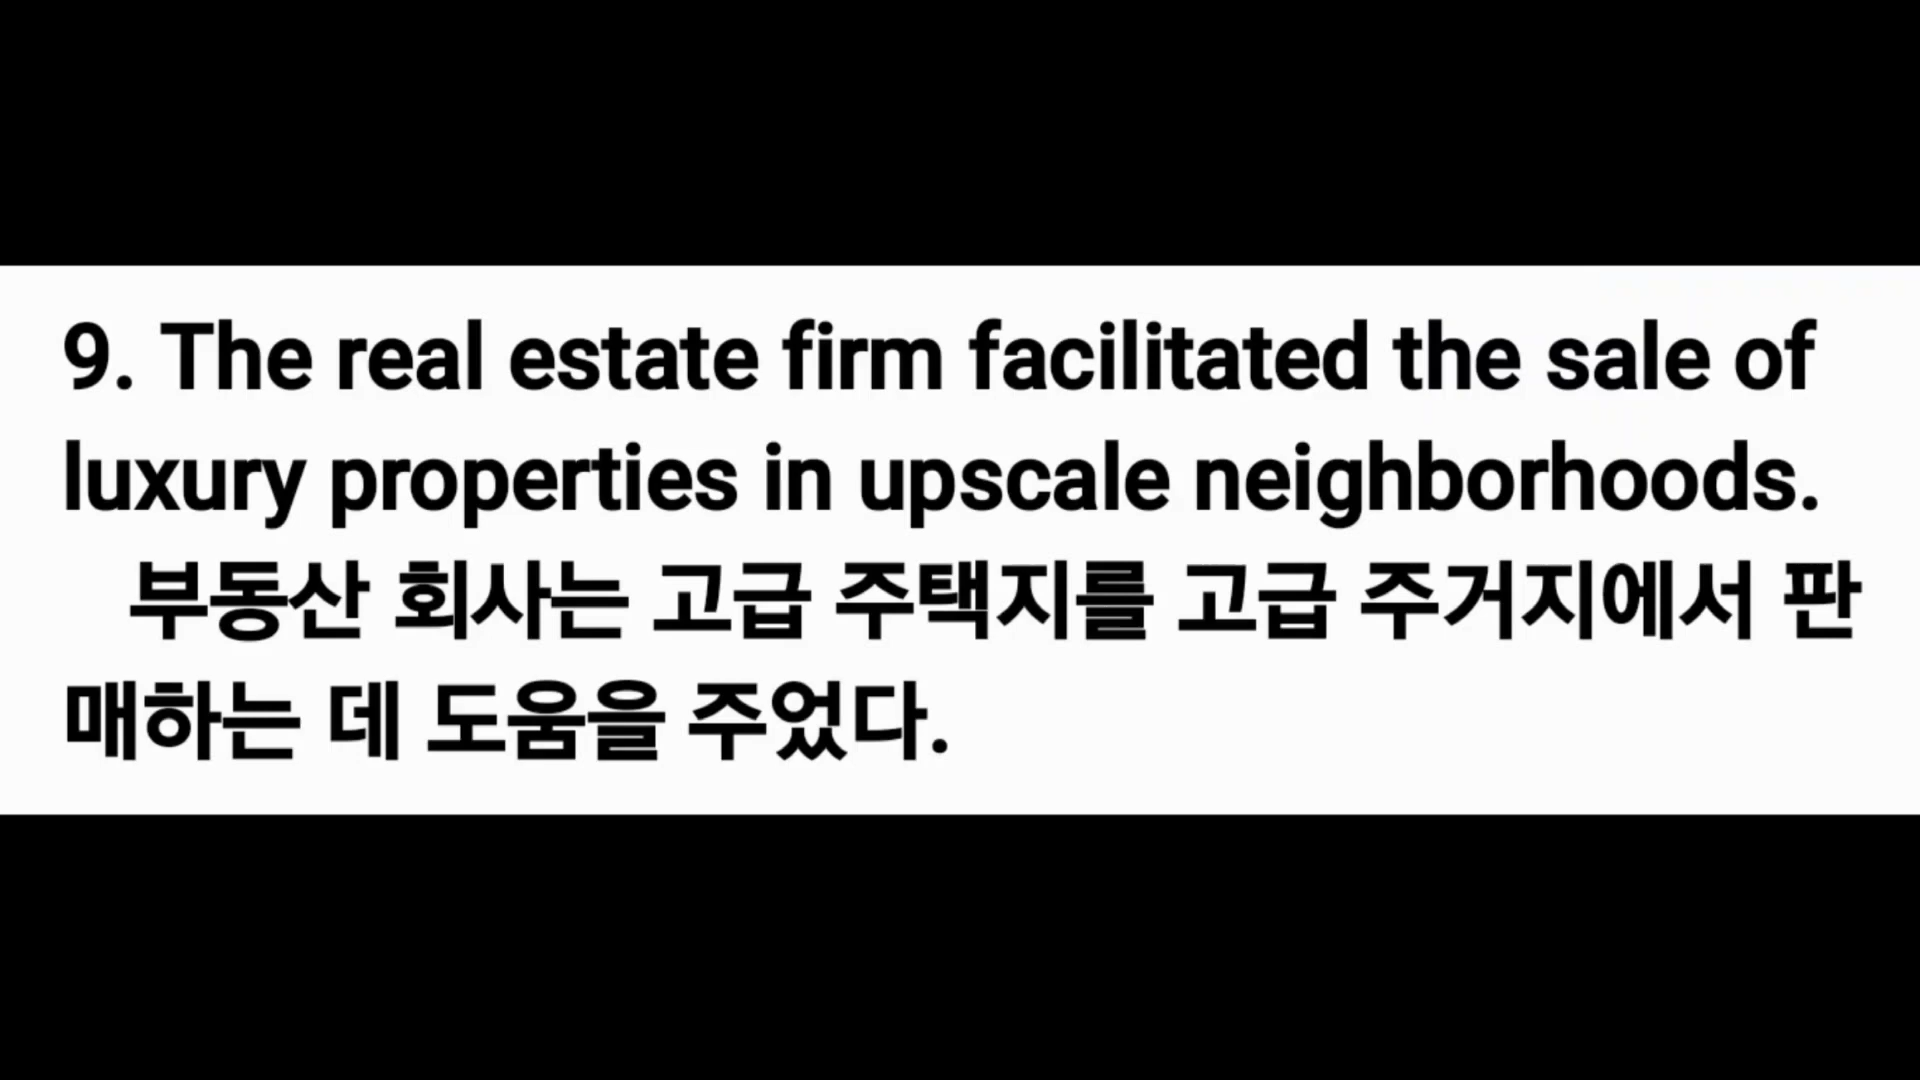 9. The real estate firm facilitated the sale of
luxury properties in upscale neighborhoods.
부동산 회사는 고급 주택지를 고급 주거지에서 판
매하는 데 도움을 주었다.